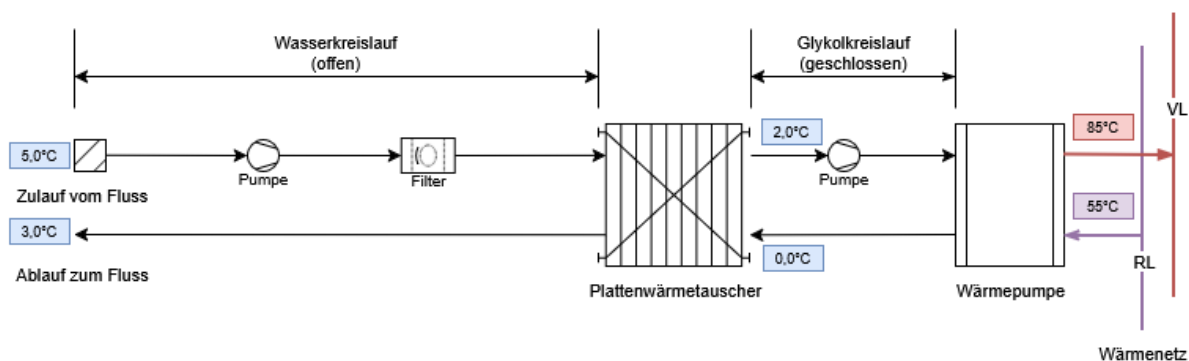 Wasserkreislauf
(offen)
Glykolkreislauf
(geschlossen)
VL
5,0°C
2,0°C
85°C
Pumpe
Filter
Pumpe
Zulauf vom Fluss
55°C
3,0°C
0,0°C
RL
Ablauf zum Fluss
Plattenwärmetauscher
Wärmepumpe
Wärmenetz